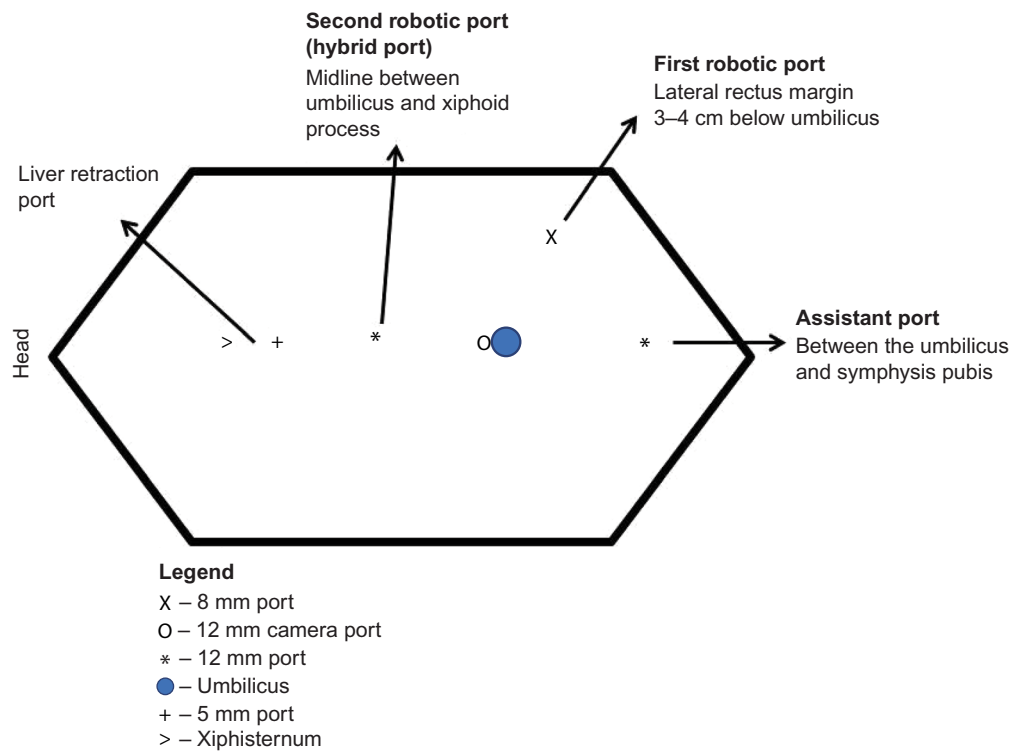 Second robotic port
(hybrid port)
Midline between
umbilicus and xiphoid
process
First robotic port
Lateral rectus margin
3–4 cm below umbilicus
Liver retraction
port
X
Head
> +
*
O
*
Assistant port
Between the umbilicus
and symphysis pubis
Legend
X – 8 mm port
O – 12 mm camera port
* – 12 mm port
– Umbilicus
+ – 5 mm port
> – Xiphisternum